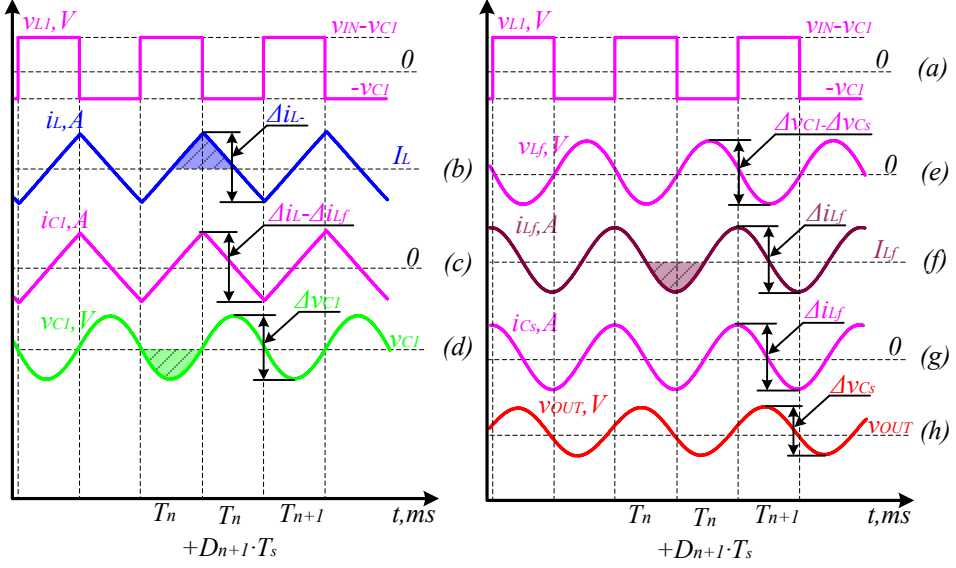 vL1,V
vIN-vC1
0
-vC1
iL,A
ΔiL-
IL
(b)
iC1,A
ΔiL-ΔiLf
0
(c)
vC1,V
ΔvC1
vC1
(d)
Tn
Tn
Tn+1
t,ms
+Dn+1·Ts
vL1,V
vIN-vC1
0
(a)
-vC1
vLf,V
ΔvC1-ΔvCs
0
(e)
iLf,A
ΔiLf
ILf
(f)
iCs,A
ΔiLf
0
(g)
vOUT,V
ΔvCs
vOUT
(h)
Tn
Tn
Tn+1
t,ms
+Dn+1·Ts